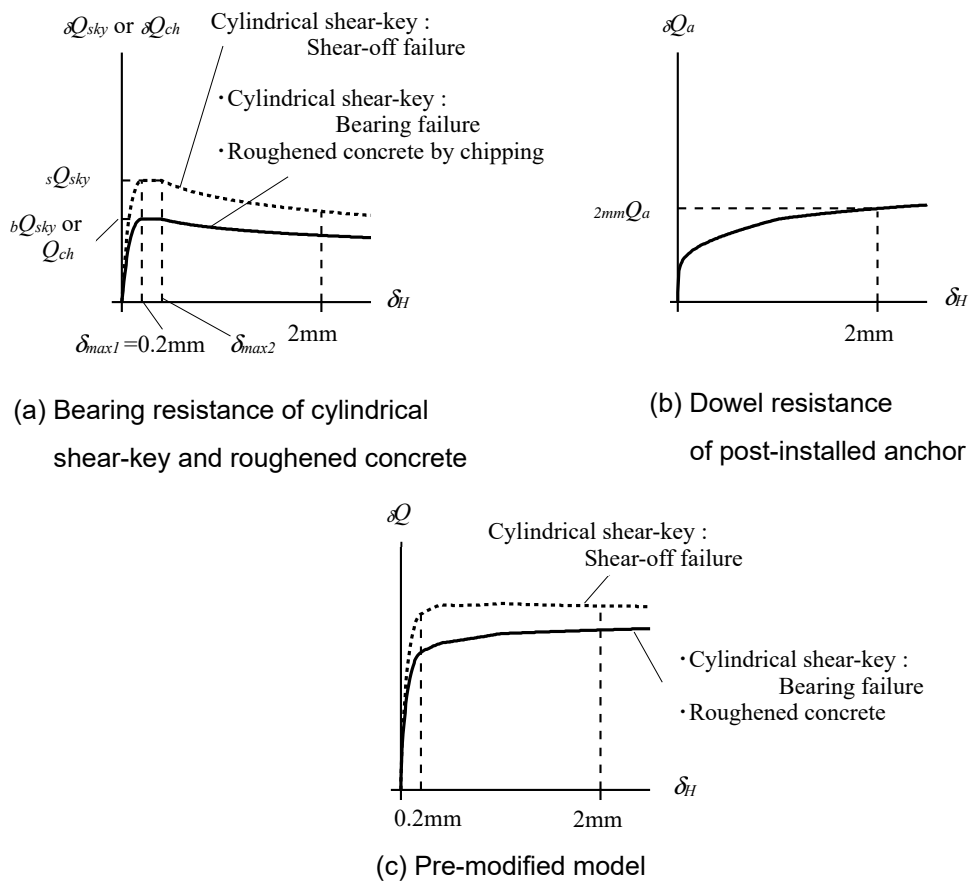 δQsky or δQch
Cylindrical shear-key :
Shear-off failure
・Cylindrical shear-key :
Bearing failure
・Roughened concrete by chipping
sQsky
bQsky or
Qch
δH
2mm
δmax1 =0.2mm
δmax2
(a) Bearing resistance of cylindrical
shear-key and roughened concrete
δQa
2mmQa
δH
2mm
(b) Dowel resistance
of post-installed anchor
δQ
Cylindrical shear-key :
Shear-off failure
・Cylindrical shear-key :
Bearing failure
・Roughened concrete
δH
0.2mm
2mm
(c) Pre-modified model